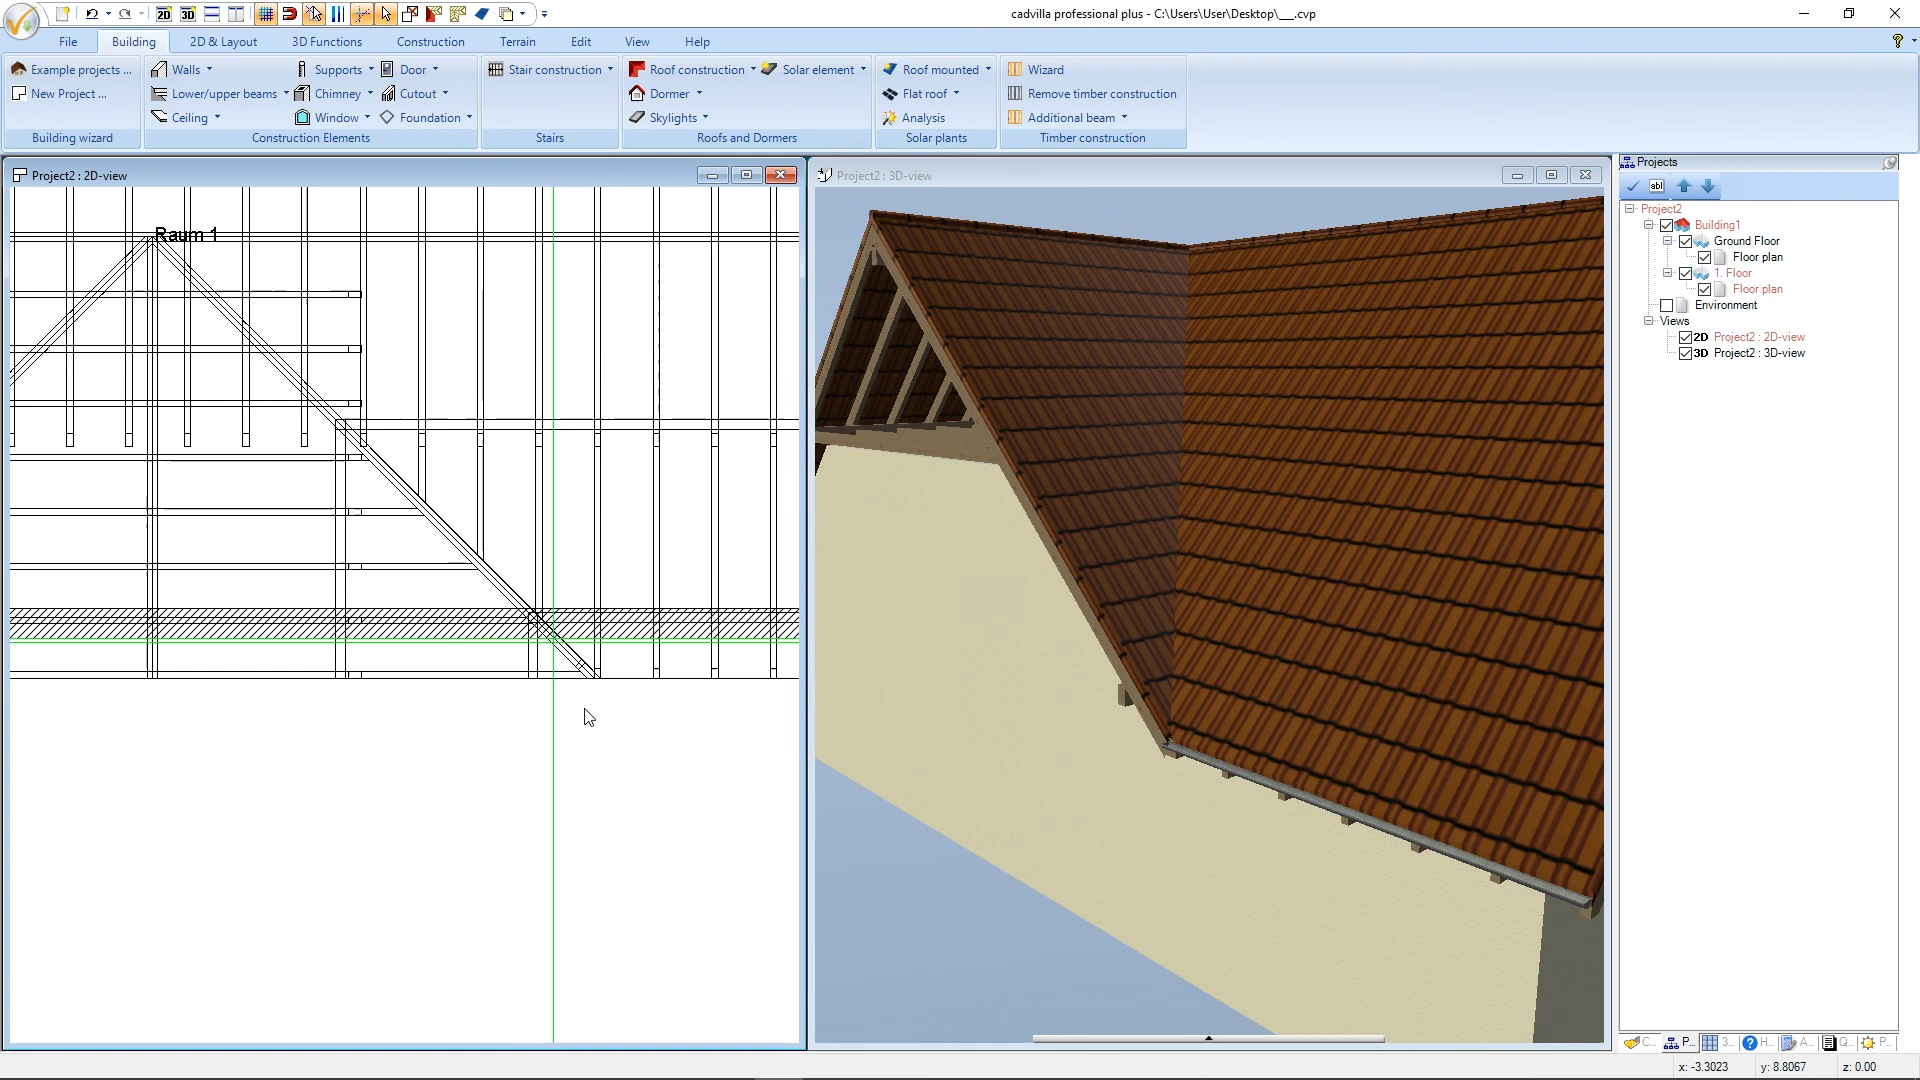 cadvilla professional plus - C:\Users\User\Desktop\___.cvp
2D 3D
File Building 2D & Layout 3D Functions Construction Terrain Edit View Help
Example projects ... Walls Supports Door Stair construction Roof construction Solar element Roof mounted Wizard
New Project ... Lower/upper beams Chimney Cutout Dormer Flat roof Remove timber construction
Ceiling Window Foundation Skylights Analysis Additional beam
Building wizard Construction Elements Stairs Roofs and Dormers Solar plants Timber construction
Project2 : 2D-view
Raum 1
Project2 : 3D-view
Projects
abl
Project2
Building1
Ground Floor
Floor plan
1. Floor
Floor plan
Environment
Views
2D Project2 : 2D-view
3D Project2 : 3D-view
C... P... 3... H... A... Q... P...
x: -3.3023 y: 8.8067 z: 0.00